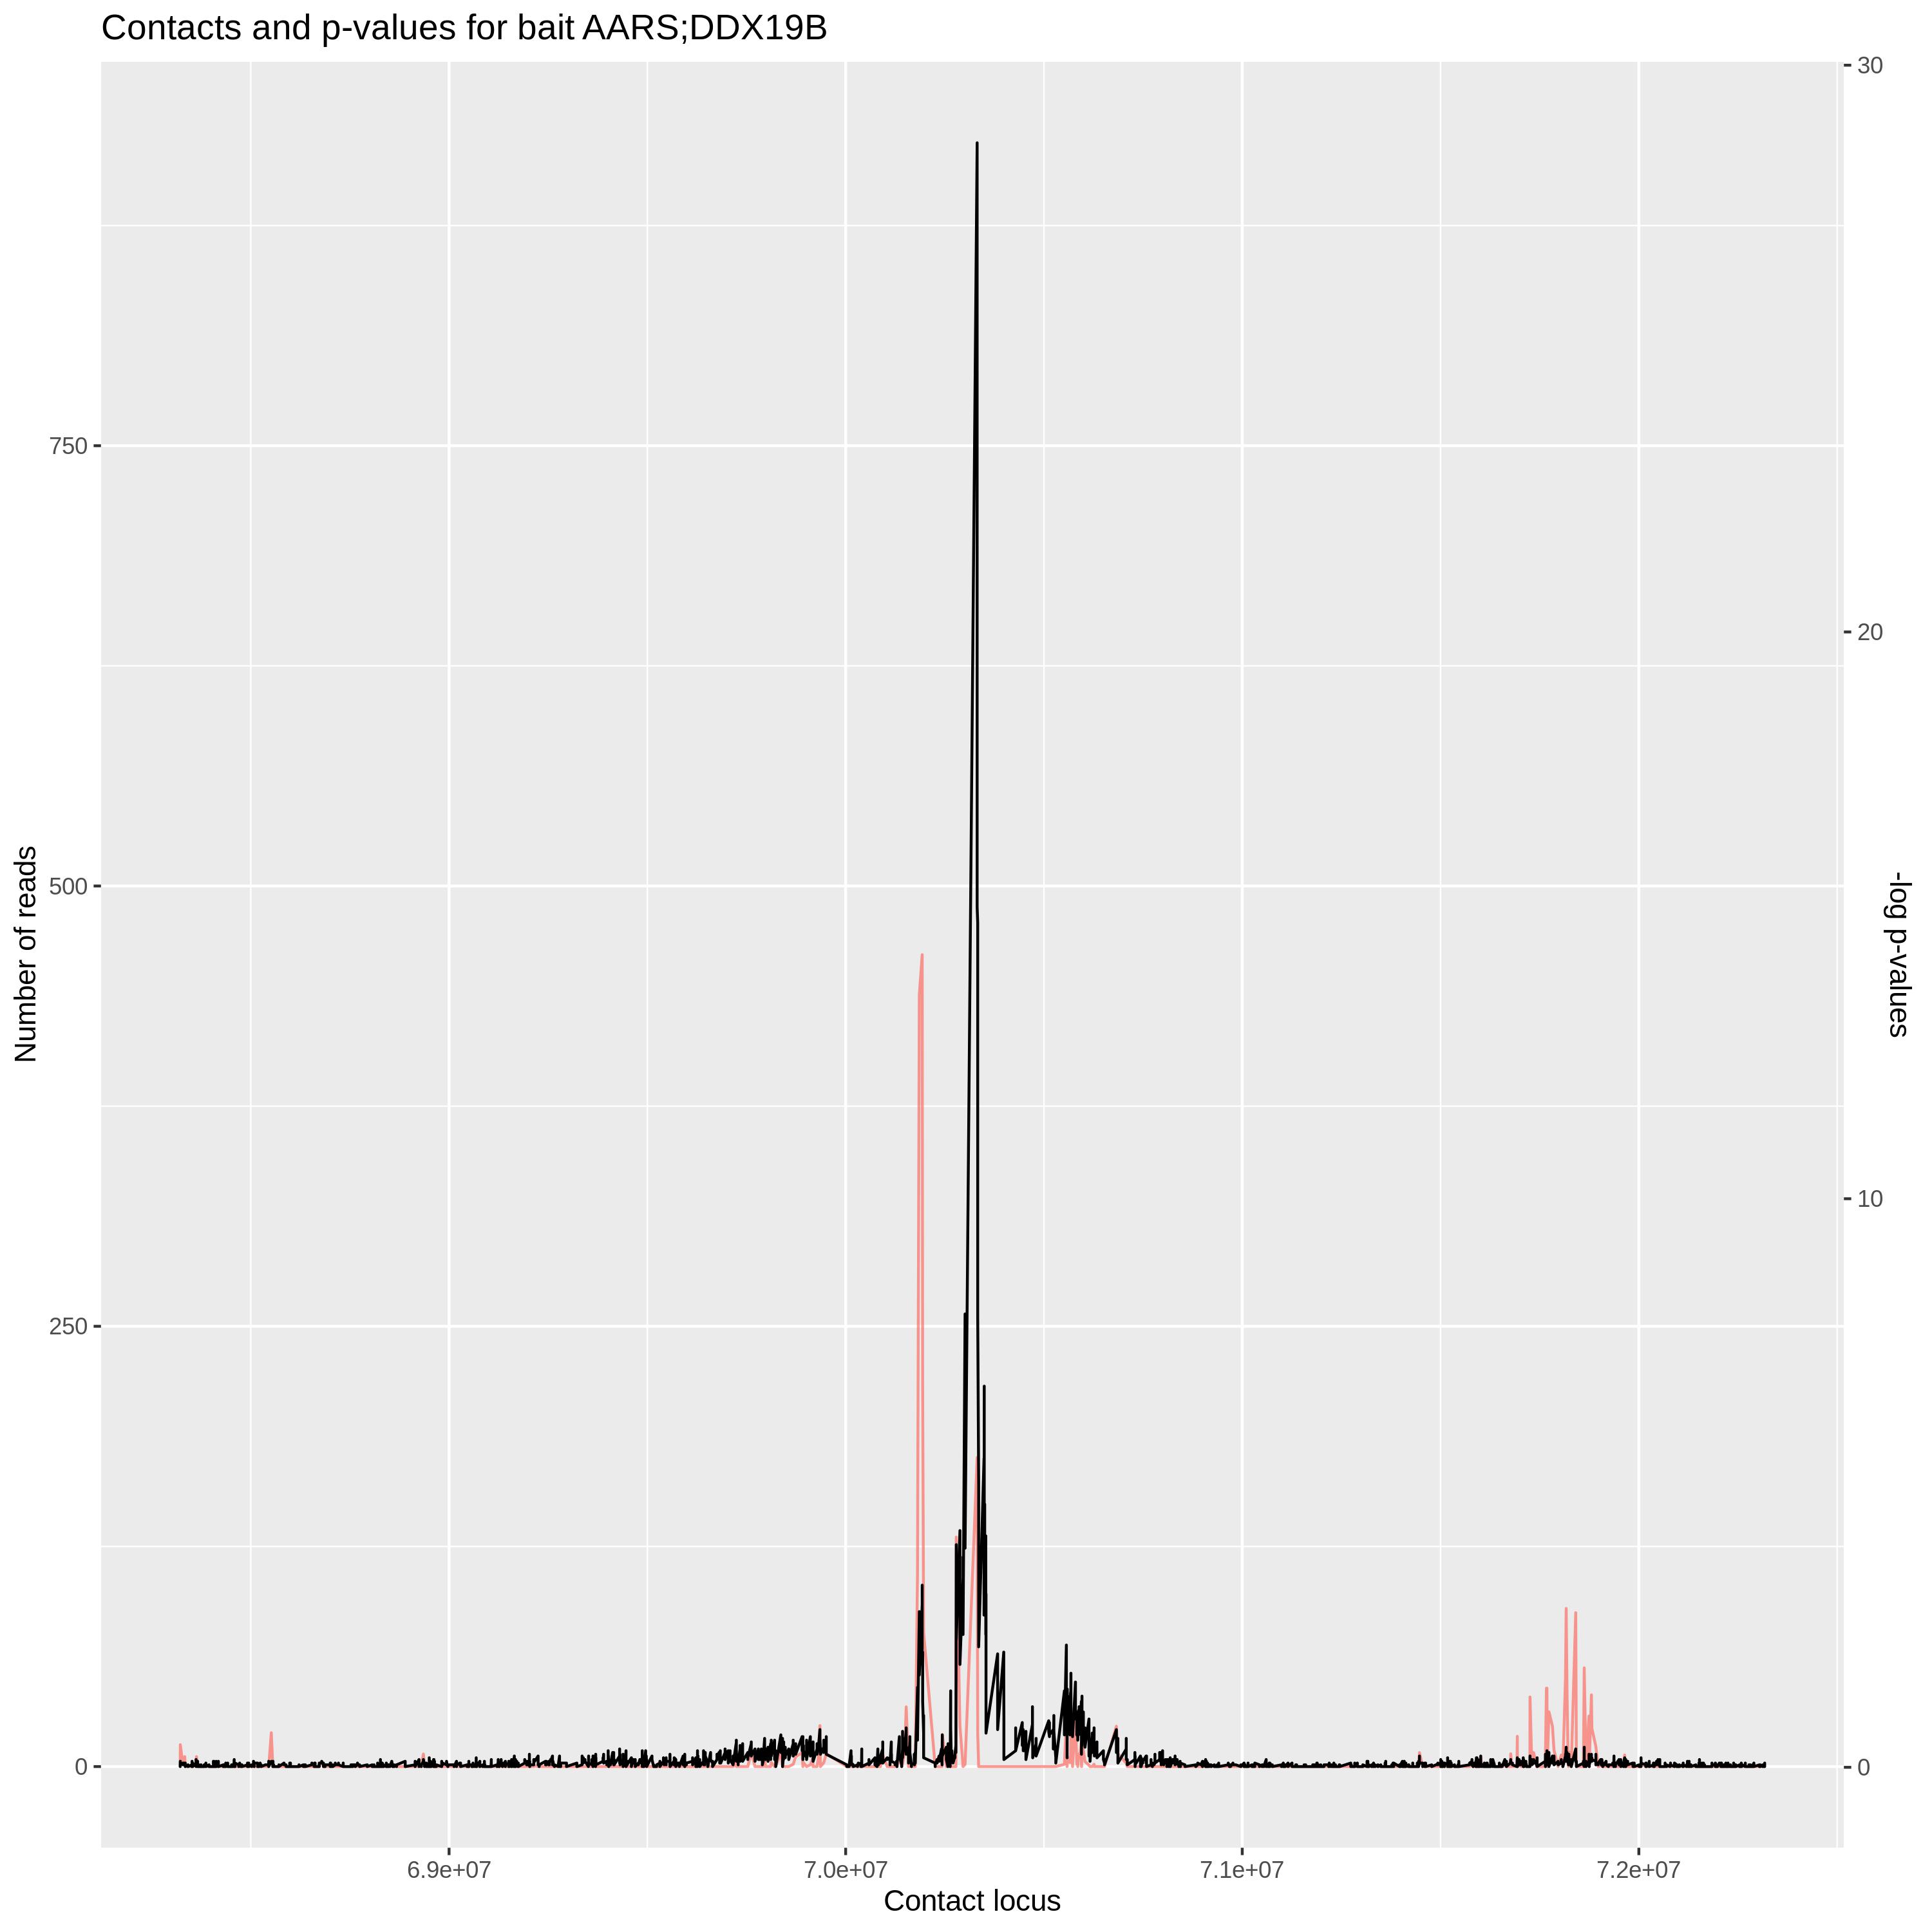 Contacts and p-values for bait AARS;DDX19B
30
750
20
Number of reads
500
-log p-values
10
250
0
0
6.9e+07
7.0e+07
7.1e+07
7.2e+07
Contact locus